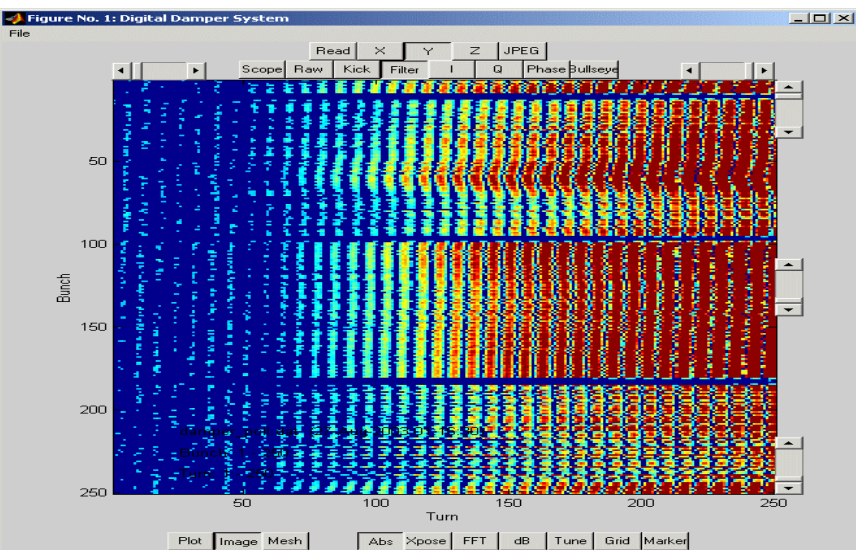 Figure No. 1: Digital Damper System
File
Read X Y Z JPEG
Scope Raw Kick Filter I Q Phase Bullseye
50
100
150
200
250
Bunch
50 100 150 200 250
Turn
Plot Image Mesh Abs Xpose FFT dB Tune Grid Marker